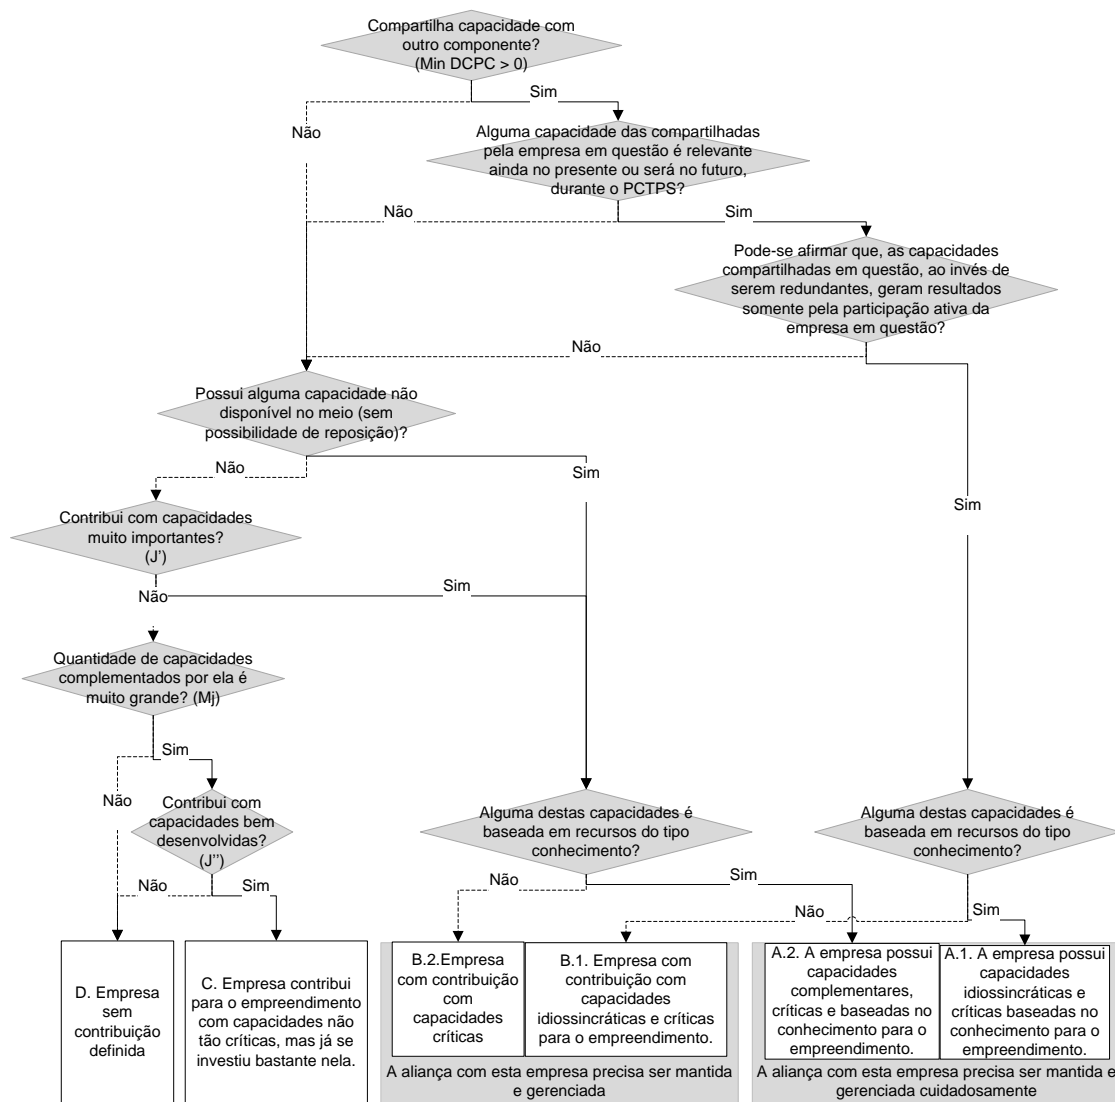 Compartilha capacidade com
outro componente?
(Min DCPC > 0)
Sim
Não
Alguma capacidade das compartilhadas
pela empresa em questão é relevante
ainda no presente ou será no futuro,
durante o PCTPS?
Não
Sim
Pode-se afirmar que, as capacidades
compartilhadas em questão, ao invés de
serem redundantes, geram resultados
somente pela participação ativa da
empresa em questão?
Não
Possui alguma capacidade não
disponível no meio (sem
possibilidade de reposição)?
Não
Sim
Sim
Contribui com capacidades
muito importantes?
(J')
Sim
Não
Quantidade de capacidades
complementados por ela é
muito grande? (Mj)
Sim
Não
Contribui com
capacidades bem
desenvolvidas?
(J'')
Alguma destas capacidades é
baseada em recursos do tipo
conhecimento?
Alguma destas capacidades é
baseada em recursos do tipo
conhecimento?
Não
Sim
Não
Sim
Não
Sim
D. Empresa
sem
contribuição
definida
C. Empresa contribui
para o empreendimento
com capacidades não
tão críticas, mas já se
investiu bastante nela.
B.2.Empresa
com contribuição
com
capacidades
críticas
B.1. Empresa com
contribuição com
capacidades
idiossincráticas e críticas
para o empreendimento.
A aliança com esta empresa precisa ser mantida
e gerenciada
A.2. A empresa possui
capacidades
complementares,
críticas e baseadas no
conhecimento para o
empreendimento.
A.1. A empresa possui
capacidades
idiossincráticas e
críticas baseadas no
conhecimento para o
empreendimento.
A aliança com esta empresa precisa ser mantida e
gerenciada cuidadosamente